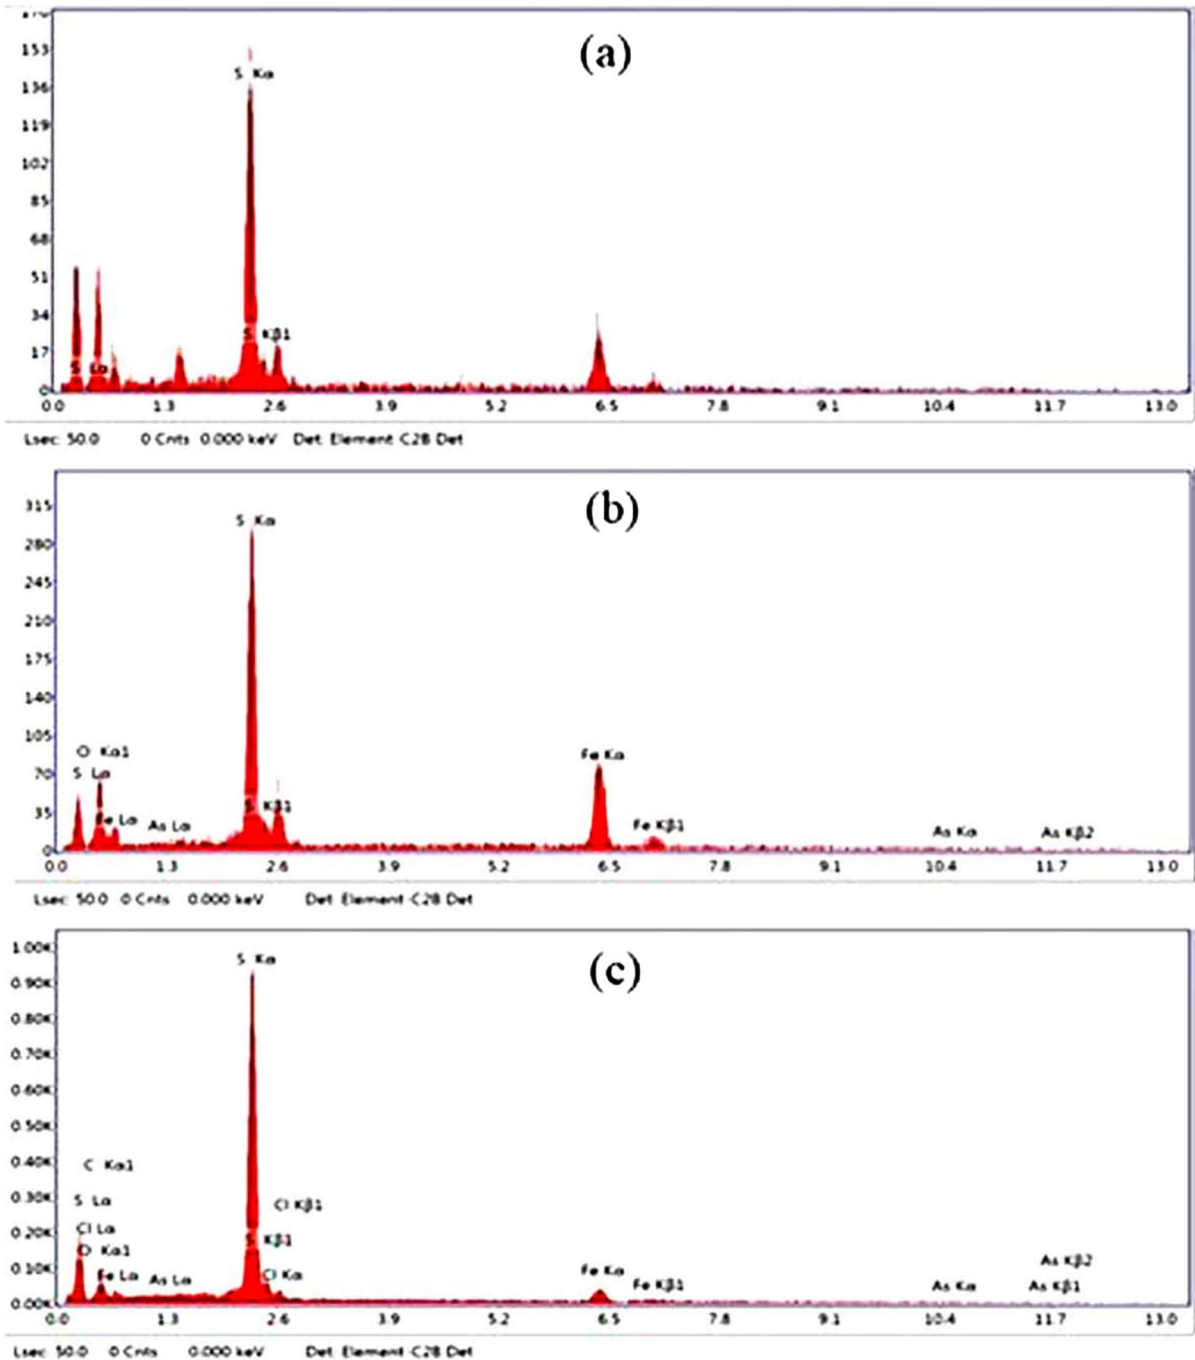 (a)
170
153
S Kα
136
119
102
85
68
51
34
S Kβ1
17
S Lα
0
0.0 1.3 2.6 3.9 5.2 6.5 7.8 9.1 10.4 11.7 13.0
Lsec: 50.0 0 Cnts 0.000 keV Det: Element-C2B Det
(b)
315
S Kα
280
245
210
175
140
105
O Kα1 Fe Kα
70 S Lα
35 S Kβ1
Fe Lα As Lα Fe Kβ1 As Kα As Kβ2
0
0.0 1.3 2.6 3.9 5.2 6.5 7.8 9.1 10.4 11.7 13.0
Lsec: 50.0 0 Cnts 0.000 keV Det: Element-C2B Det
(c)
1.00K
S Kα
0.90K
0.80K
0.70K
0.60K
0.50K
0.40K C Kα1
0.30K S Lα Cl Kβ1
0.20K Cl Lα
O Kα1 S Kβ1 As Kβ2
0.10K Fe Lα As Lα Cl Kα Fe Kα
Fe Kβ1 As Kα As Kβ1
0.00K
0.0 1.3 2.6 3.9 5.2 6.5 7.8 9.1 10.4 11.7 13.0
Lsec: 50.0 0 Cnts 0.000 keV Det: Element-C2B Det